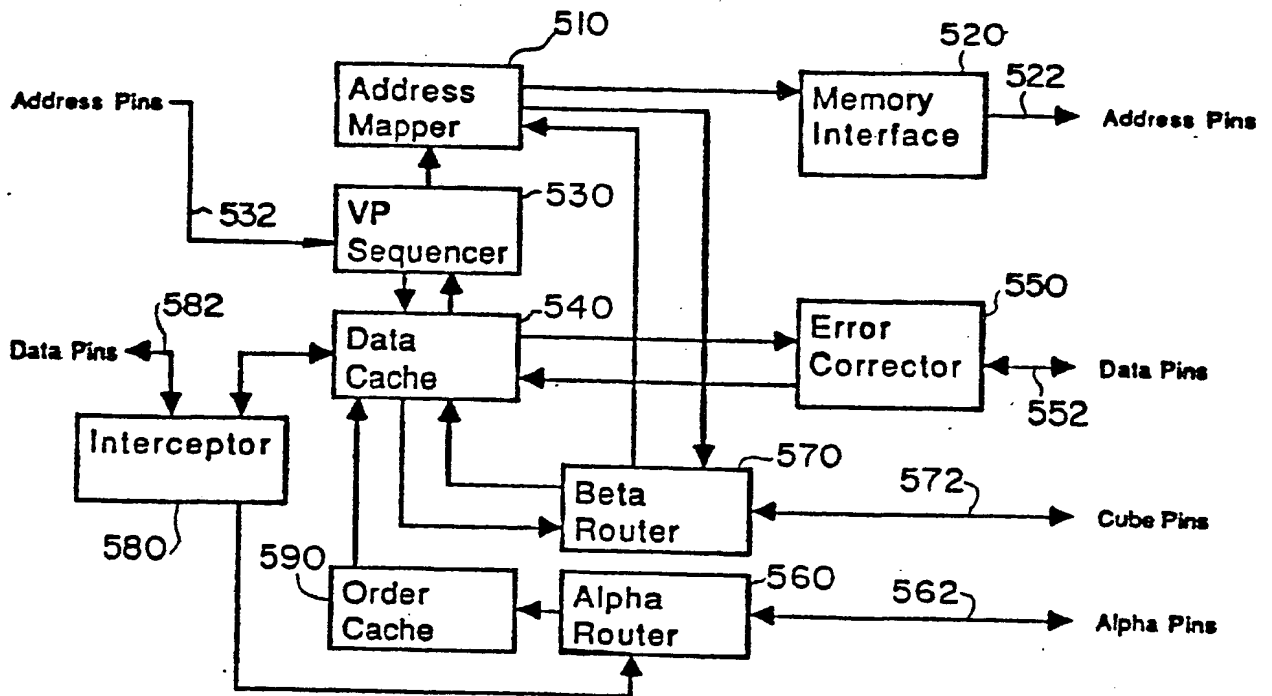 510
Address Mapper
520
Memory Interface
522
Address Pins
Address Pins
532
530
VP Sequencer
582
Data Pins
540
Data Cache
550
Error Corrector
552
Data Pins
Interceptor
580
570
Beta Router
572
Cube Pins
590
Order Cache
560
Alpha Router
562
Alpha Pins